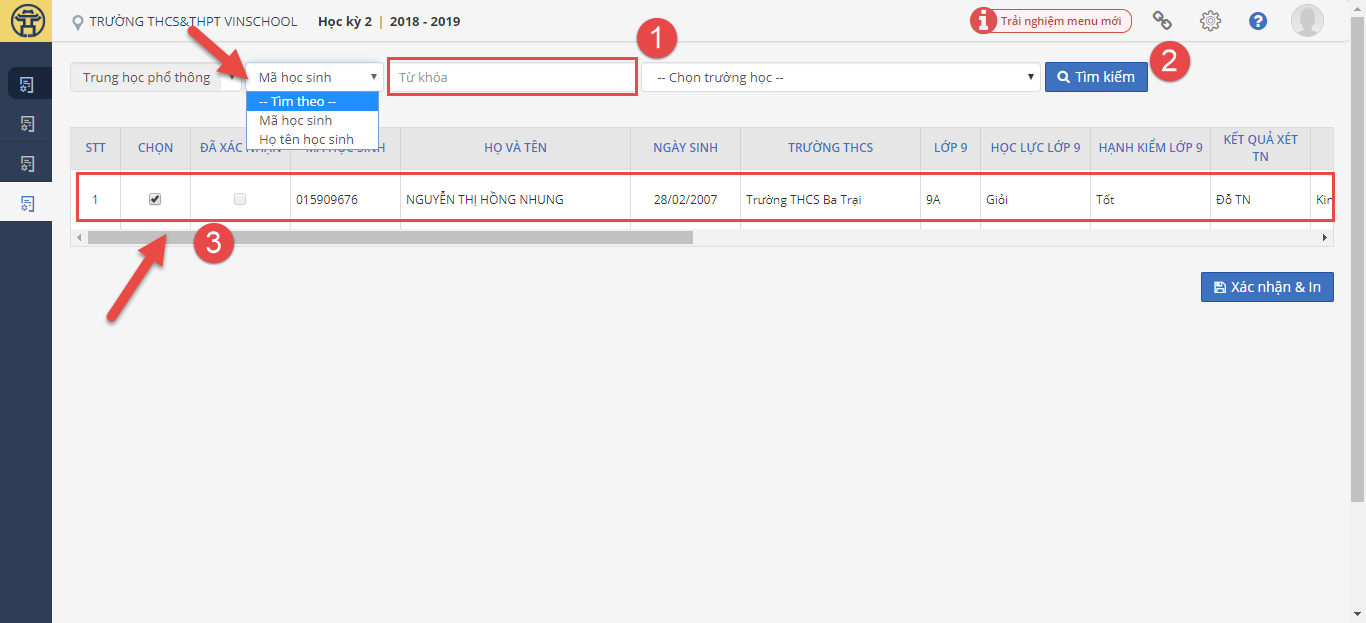 TRƯỜNG THCS&THPT VINSCHOOL Học kỳ 2 | 2018 - 2019
Trải nghiệm menu mới
1
2
Trung học phổ thông Mã học sinh Từ khóa -- Chọn trường học -- Tìm kiếm
-- Tìm theo --
Mã học sinh
Họ tên học sinh
STT CHỌN ĐÃ XÁC NHẬN MÃ HỌC SINH HỌ VÀ TÊN NGÀY SINH TRƯỜNG THCS LỚP 9 HỌC LỰC LỚP 9 HẠNH KIỂM LỚP 9 KẾT QUẢ XÉT
TN
1 015909676 NGUYỄN THỊ HỒNG NHUNG 28/02/2007 Trường THCS Ba Trại 9A Giỏi Tốt Đỗ TN Kin
3
Xác nhận & In